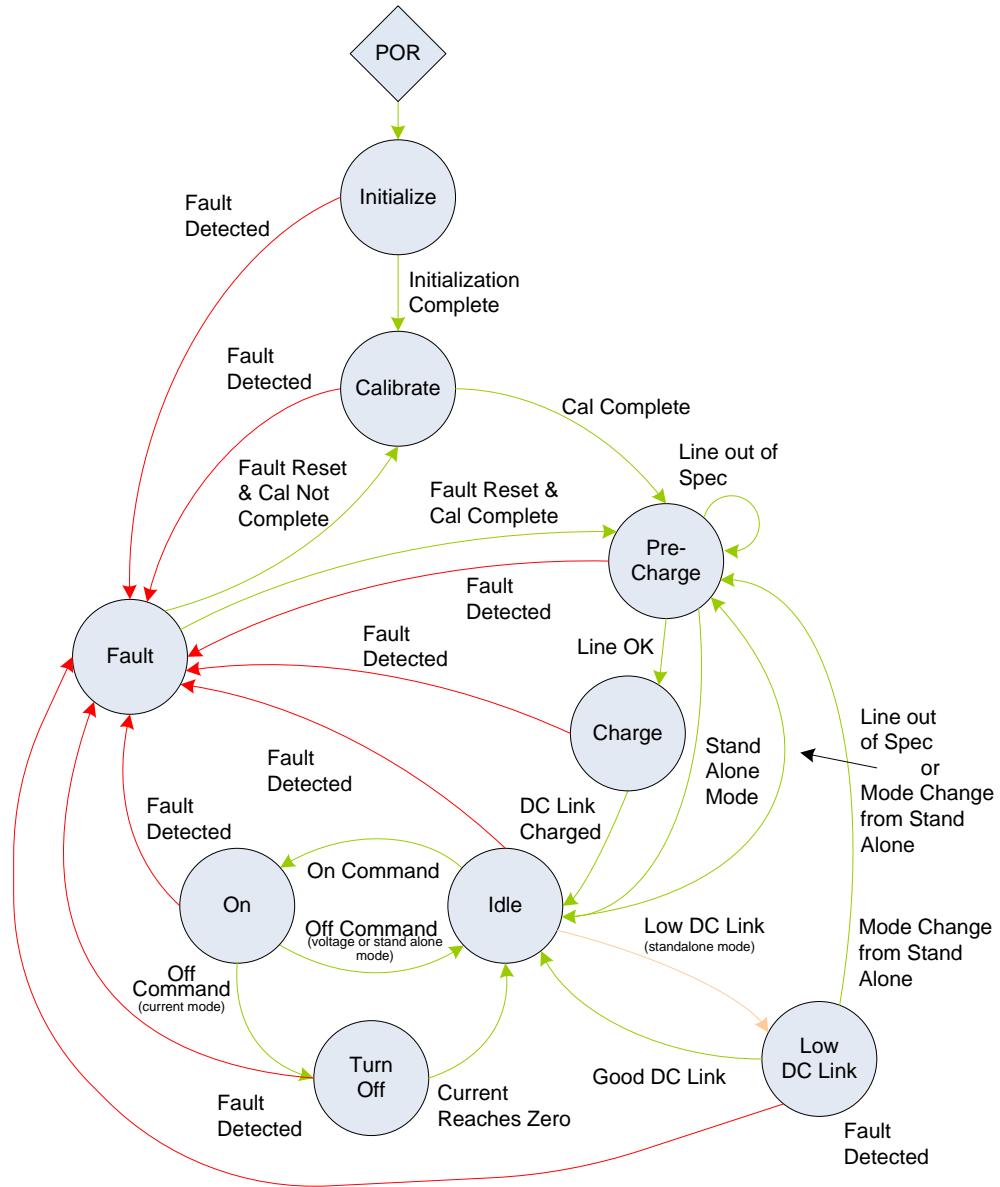 POR
Initialize
Fault
Detected
Initialization
Complete
Fault
Detected
Calibrate
Cal Complete
Line out of
Spec
Fault Reset
& Cal Not
Complete
Fault Reset &
Cal Complete
Pre-
Charge
Fault
Detected
Fault
Line OK
Fault
Detected
Charge
Stand
Alone
Mode
Line out
of Spec
or
Mode Change
from Stand
Alone
Fault
Detected
DC Link
Charged
Fault
Detected
On Command
On
Idle
Off Command
(voltage or stand alone
mode)
Low DC Link
(standalone mode)
Mode Change
from Stand
Alone
Off
Command
(current mode)
Turn
Off
Low
DC Link
Good DC Link
Current
Reaches Zero
Fault
Detected
Fault
Detected